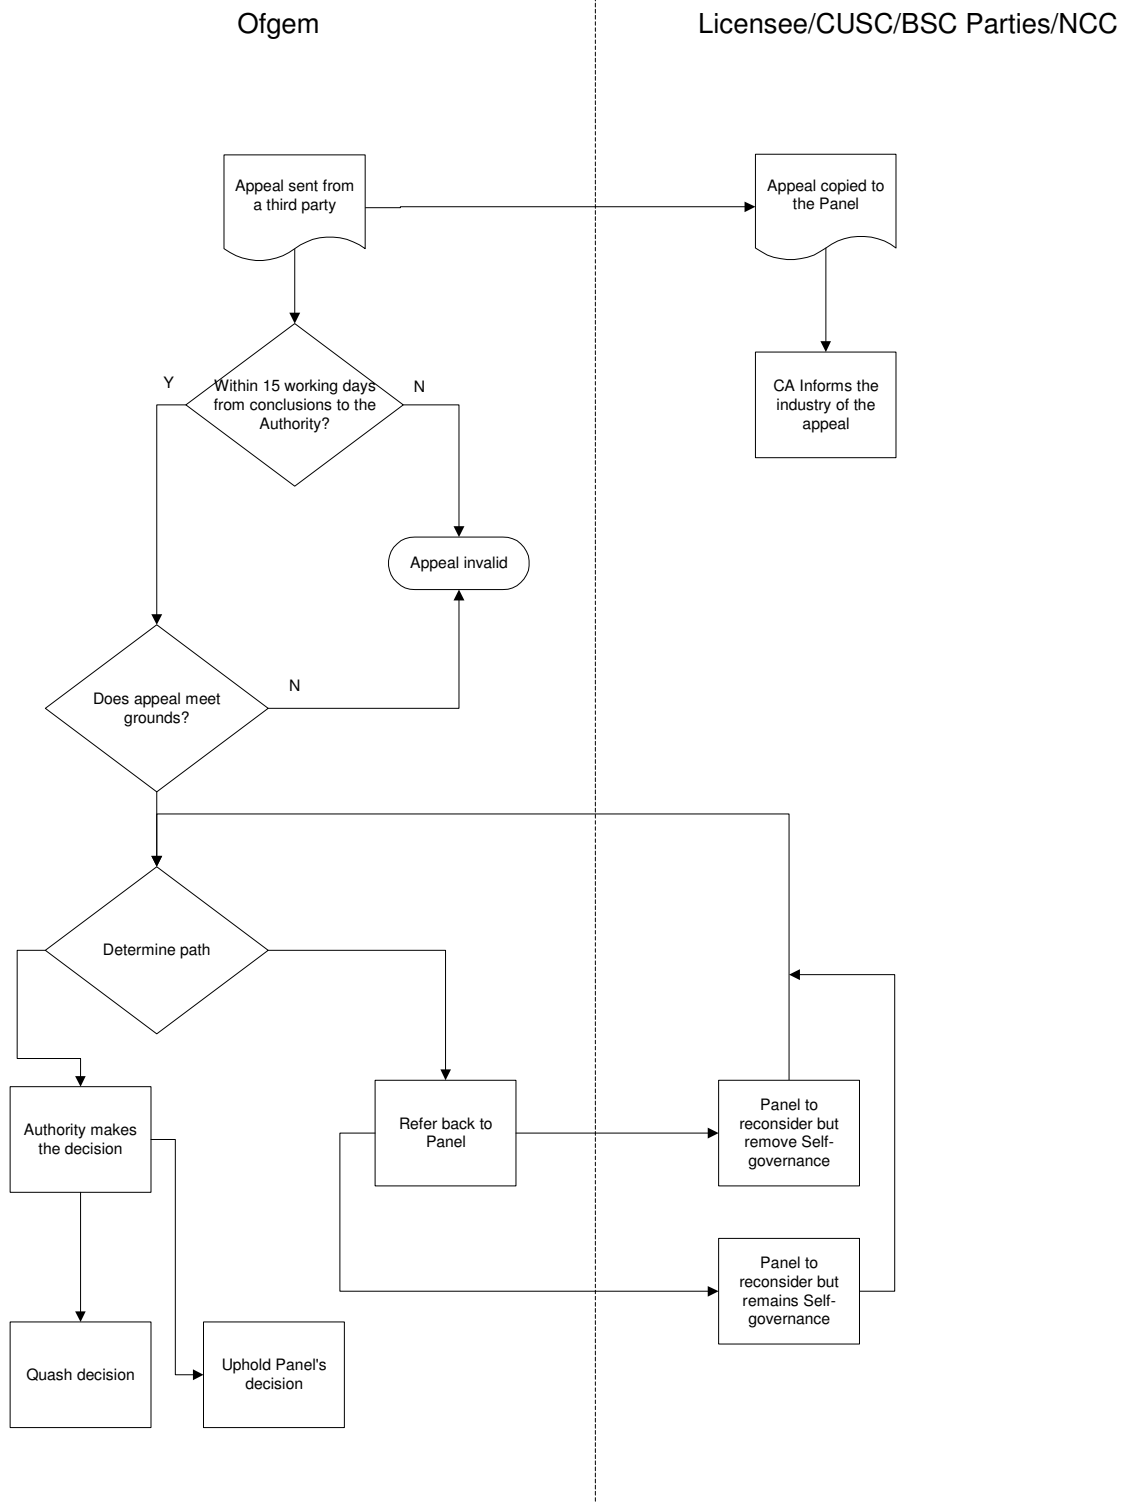 Ofgem
Licensee/CUSC/BSC Parties/NCC
Appeal sent from
a third party
Appeal copied to
the Panel
Y
Within 15 working days
from conclusions to the
Authority?
N
CA Informs the
industry of the
appeal
Appeal invalid
Does appeal meet
grounds?
N
Determine path
Authority makes
the decision
Refer back to
Panel
Panel to
reconsider but
remove Self-
governance
Panel to
reconsider but
remains Self-
governance
Quash decision
Uphold Panel's
decision